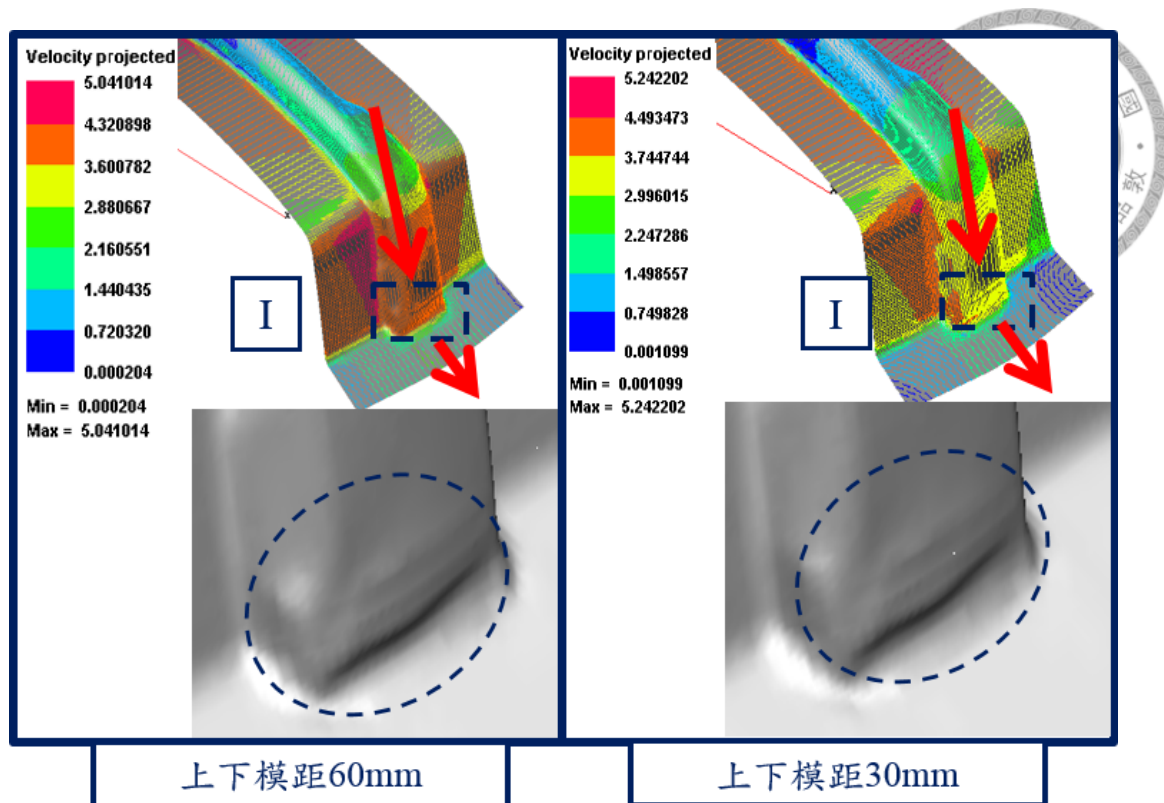 Velocity projected
5.041014
4.320898
3.600782
2.880667
2.160551
1.440435
0.720320
0.000204
Min = 0.000204
Max = 5.041014
x
I
上下模距60mm
Velocity projected
5.242202
4.493473
3.744744
2.996015
2.247286
1.498557
0.749828
0.001099
Min = 0.001099
Max = 5.242202
I
上下模距30mm
國
敦
品